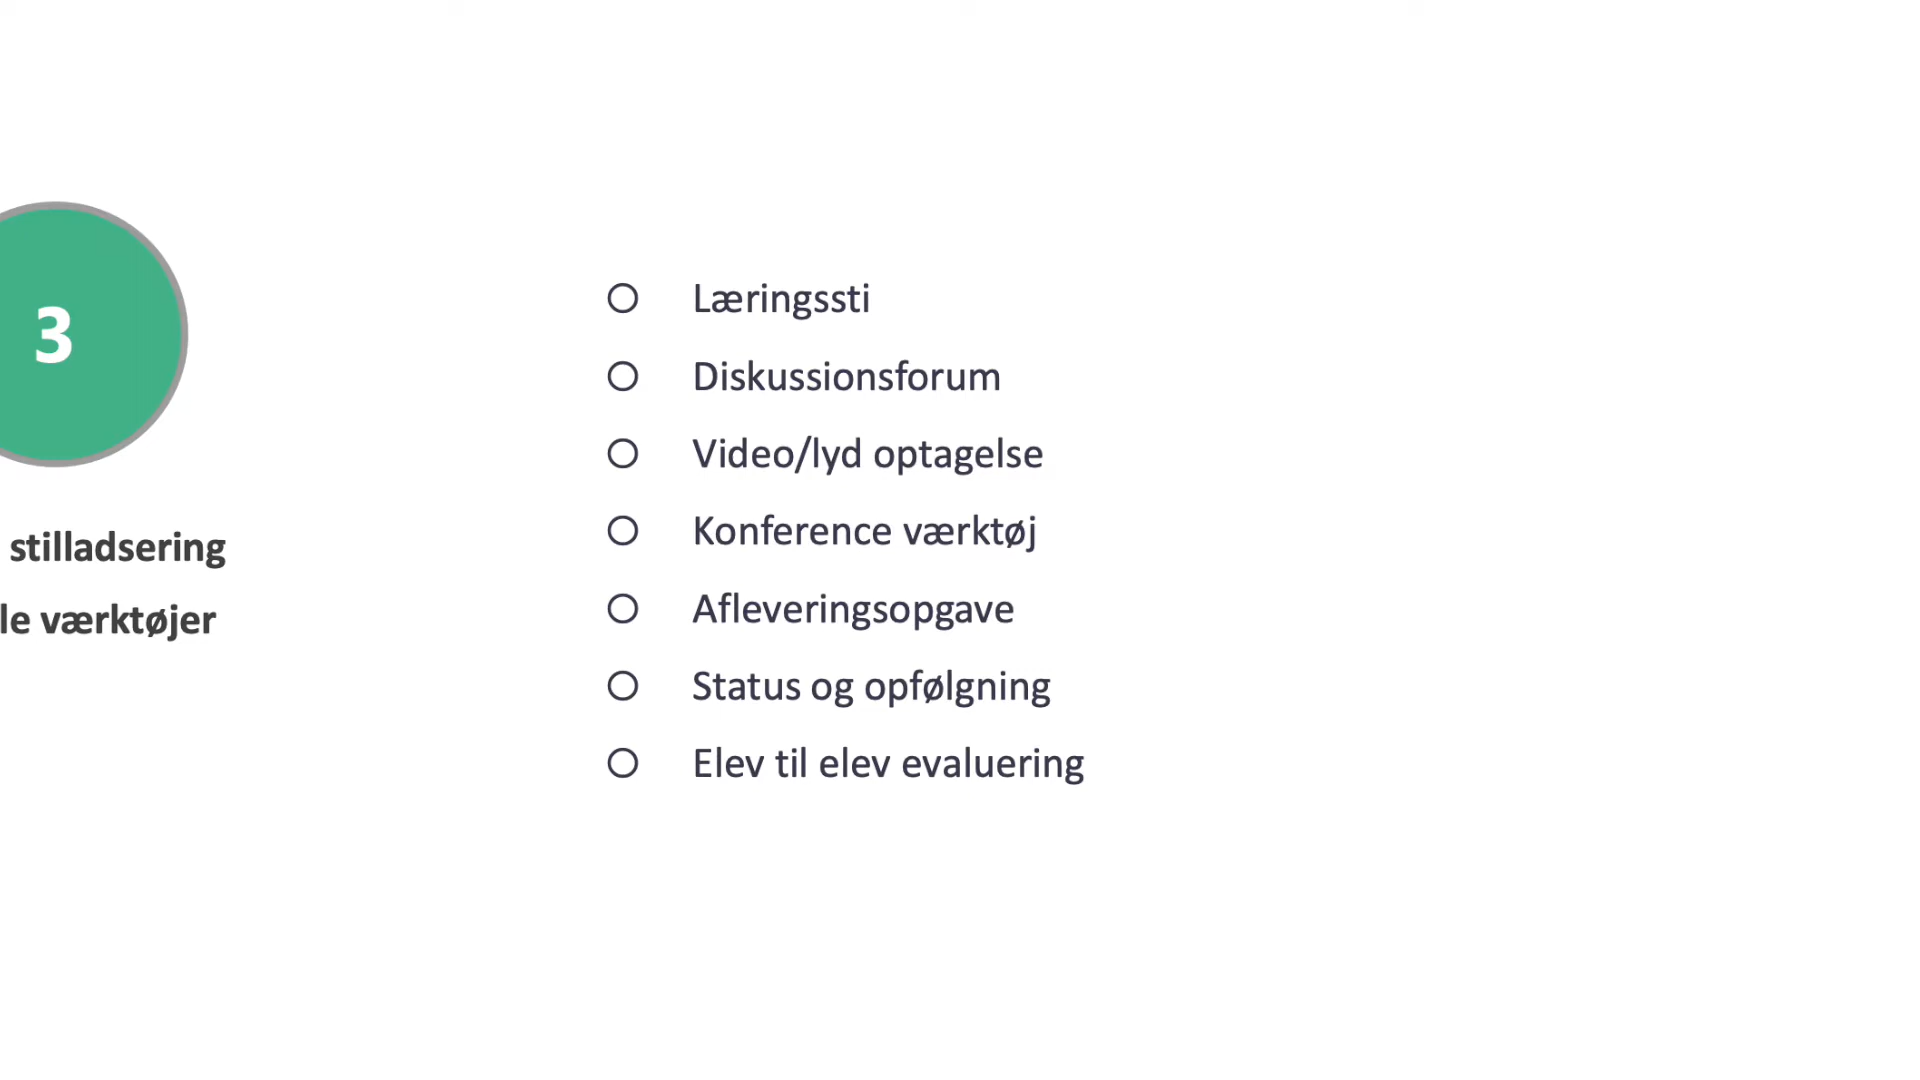 3
stilladsering
le værktøjer
Læringssti
Diskussionsforum
Video/lyd optagelse
Konference værktøj
Afleveringsopgave
Status og opfølgning
Elev til elev evaluering